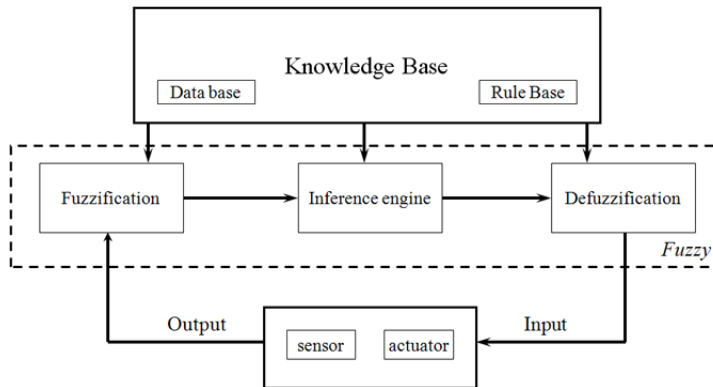 Knowledge Base
Data base
Rule Base
Fuzzification
Inference engine
Defuzzification
Fuzzy
Output
Input
sensor
actuator